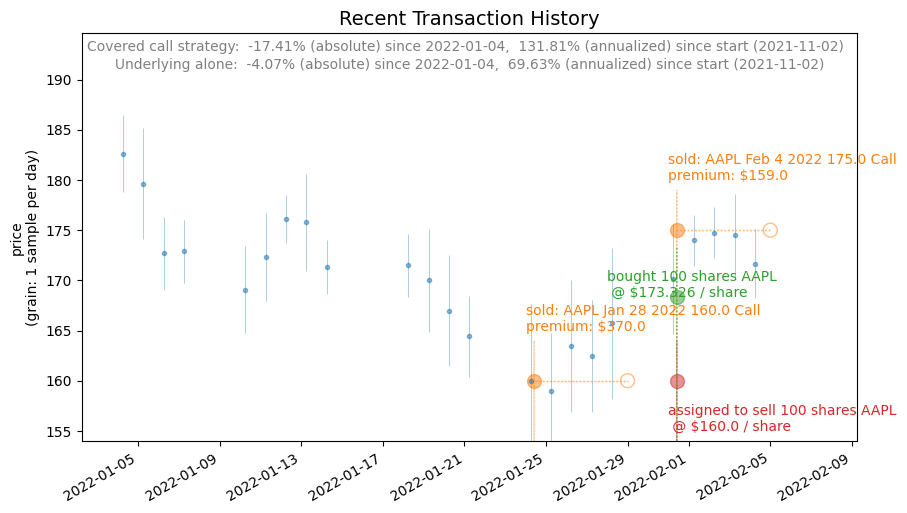 Recent Transaction History
Covered call strategy:  -17.41% (absolute) since 2022-01-04,  131.81% (annualized) since start (2021-11-02)
Underlying alone:  -4.07% (absolute) since 2022-01-04,  69.63% (annualized) since start (2021-11-02)
price
(grain: 1 sample per day)
190
185
180
175
170
165
160
155
sold: AAPL Feb 4 2022 175.0 Call
premium: $159.0
bought 100 shares AAPL
@ $173.326 / share
sold: AAPL Jan 28 2022 160.0 Call
premium: $370.0
assigned to sell 100 shares AAPL
@ $160.0 / share
2022-01-05
2022-01-09
2022-01-13
2022-01-17
2022-01-21
2022-01-25
2022-01-29
2022-02-01
2022-02-05
2022-02-09